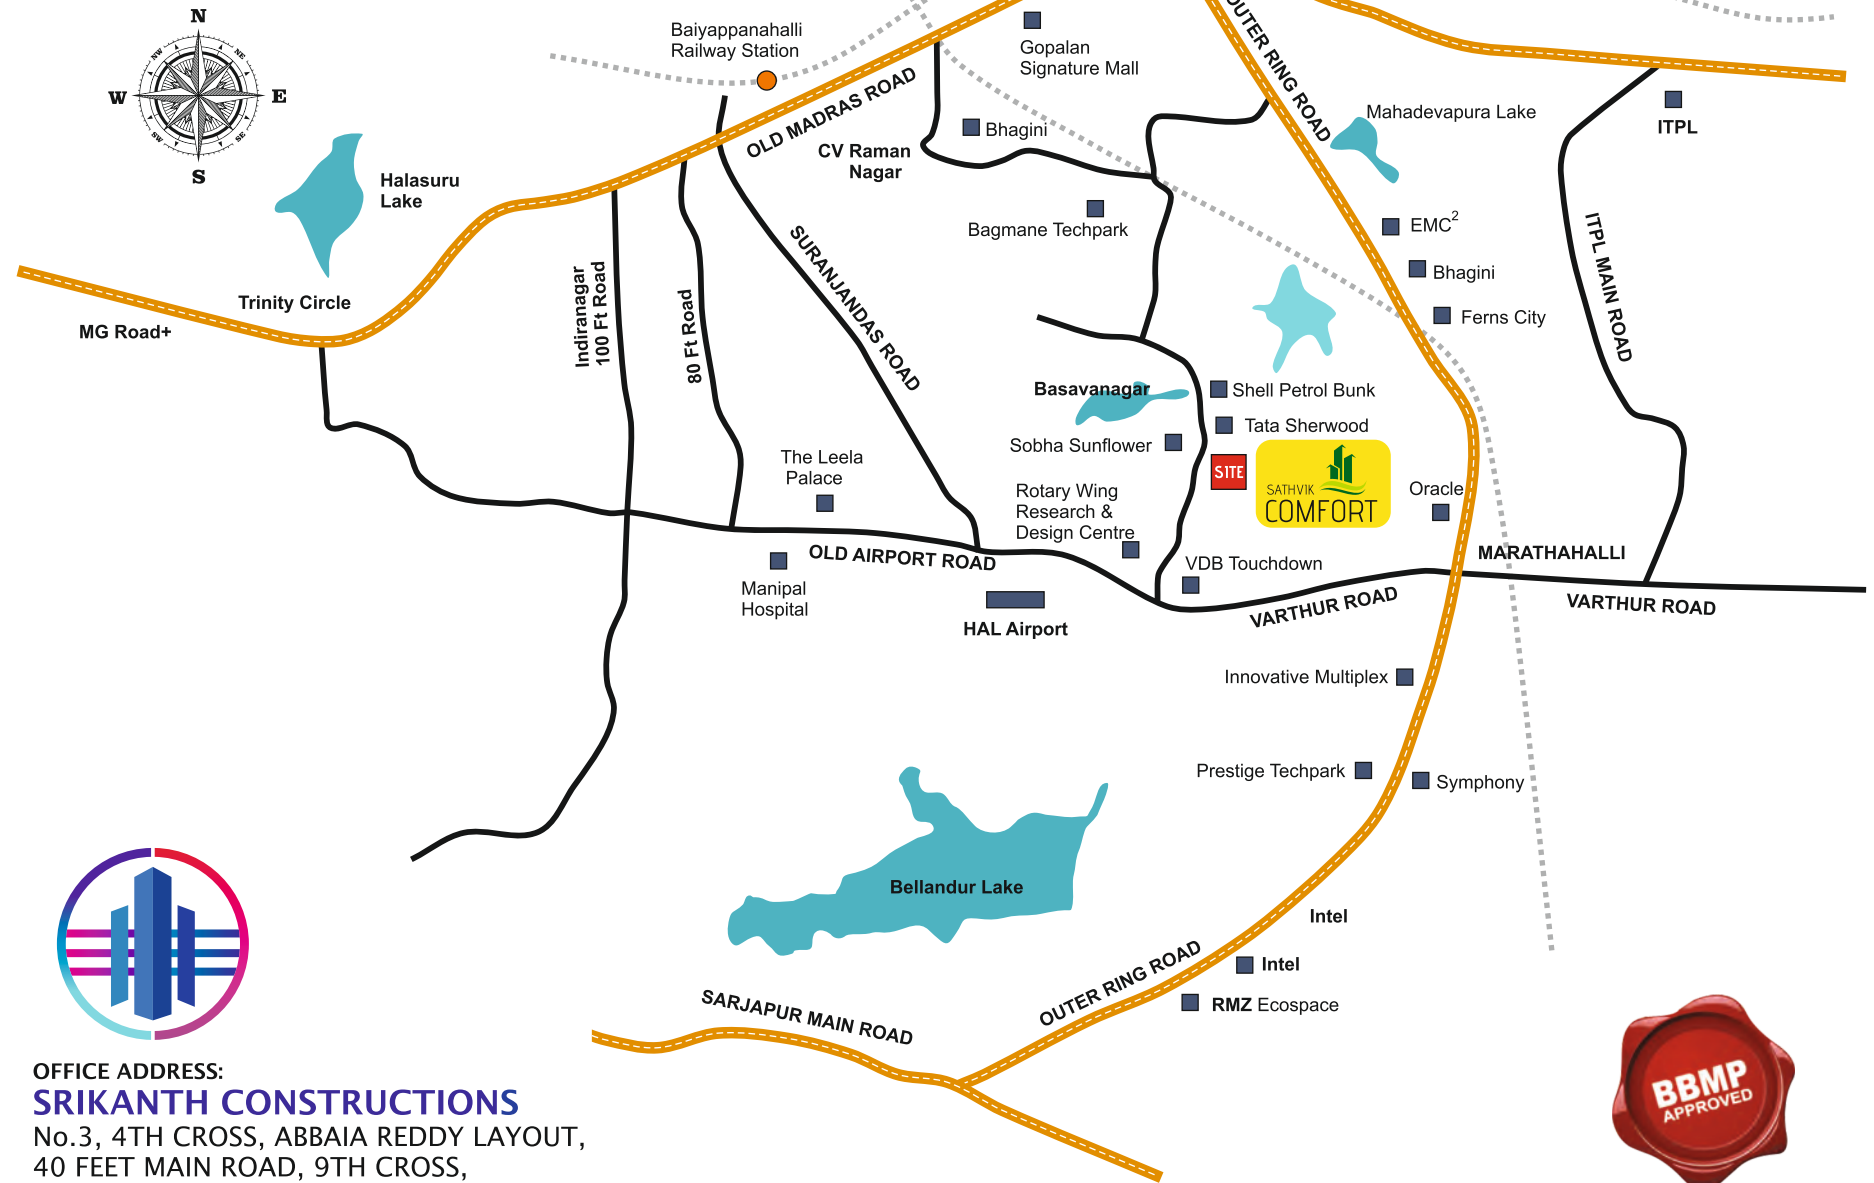 N
NW
NE
W
E
SW
SE
S
Baiyappanahalli
Railway Station
Gopalan
Signature Mall
OUTER RING ROAD
Mahadevapura Lake
ITPL
OLD MADRAS ROAD
Bhagini
CV Raman
Nagar
Halasuru
Lake
Bagmane Techpark
EMC2
Bhagini
Ferns City
ITPL MAIN ROAD
SURANJANDAS ROAD
Trinity Circle
MG Road+
Indiranagar
100 Ft Road
80 Ft Road
Basavanagar
Shell Petrol Bunk
Tata Sherwood
Sobha Sunflower
SITE
SATHVIK
COMFORT
The Leela
Palace
Rotary Wing
Research &
Design Centre
Oracle
OLD AIRPORT ROAD
VDB Touchdown
MARATHAHALLI
Manipal
Hospital
HAL Airport
VARTHUR ROAD
VARTHUR ROAD
Innovative Multiplex
Prestige Techpark
Symphony
Bellandur Lake
Intel
Intel
OUTER RING ROAD
RMZ Ecospace
SARJAPUR MAIN ROAD
BBMP
APPROVED
OFFICE ADDRESS:
SRIKANTH CONSTRUCTIONS
No.3, 4TH CROSS, ABBAIA REDDY LAYOUT,
40 FEET MAIN ROAD, 9TH CROSS,